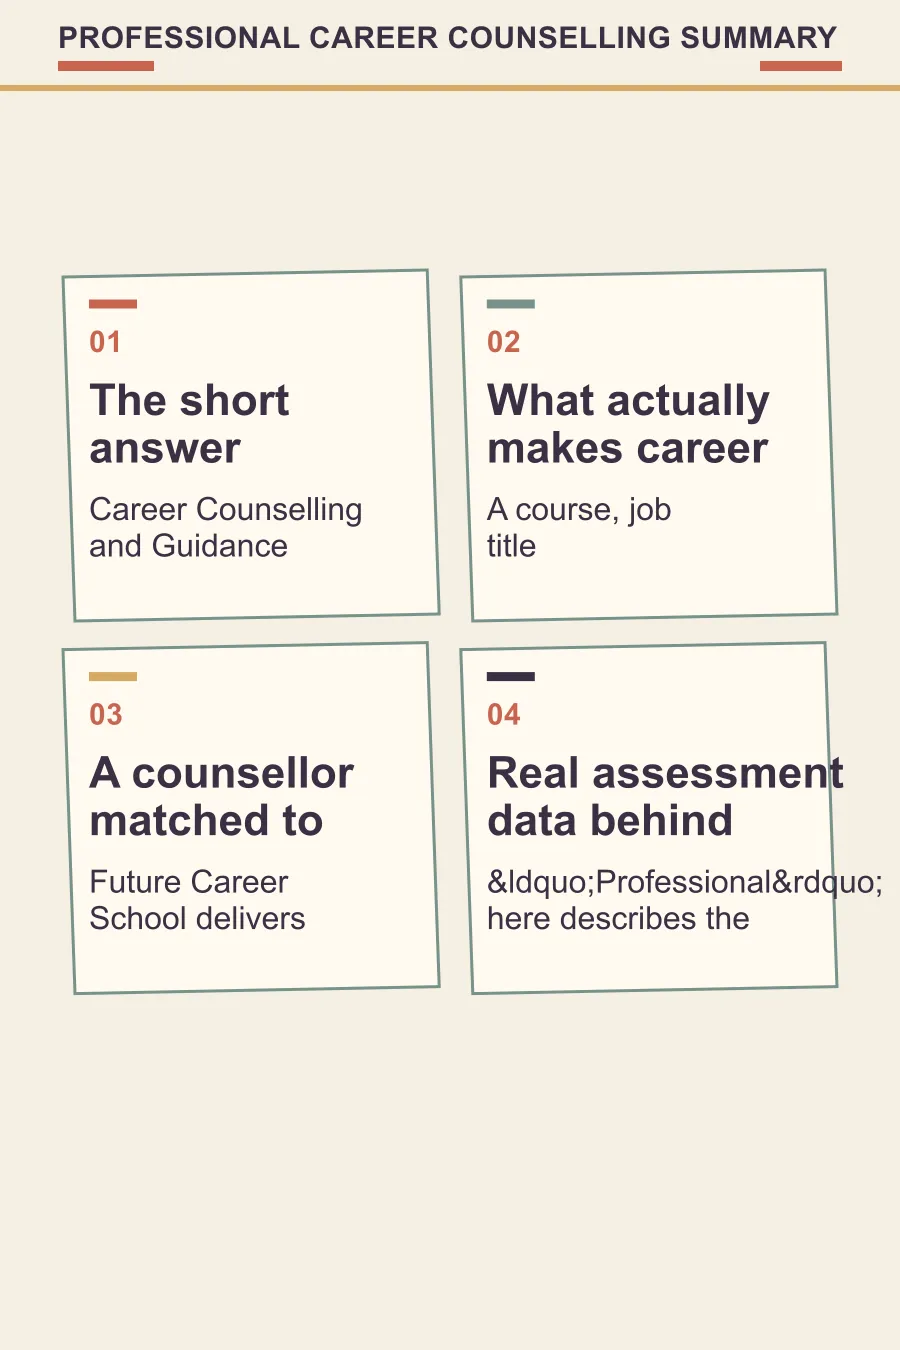 PROFESSIONAL CAREER COUNSELLING SUMMARY
01
The short
answer
Career Counselling
and Guidance
02
What actually
makes career
A course, job
title
03
A counsellor
matched to
Future Career
School delivers
04
Real assessment
data behind
&ldquo;Professional&rdquo;
here describes the